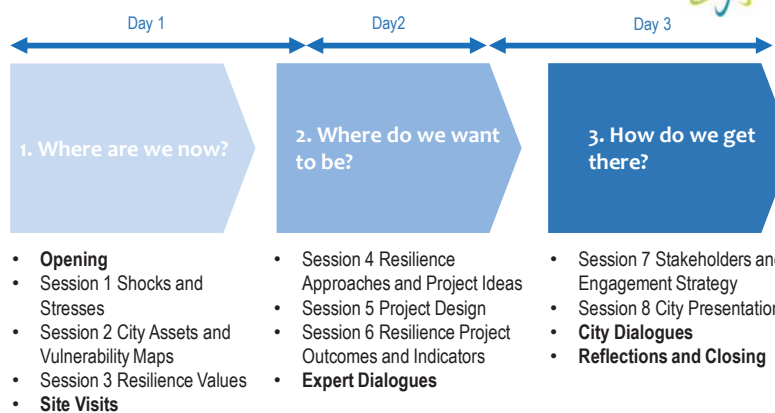 Day 1
Day2
Day 3
1. Where are we now?
2. Where do we want
to be?
3. How do we get
there?
• Opening
• Session 1 Shocks and
Stresses
• Session 2 City Assets and
Vulnerability Maps
• Session 3 Resilience Values
• Site Visits
• Session 4 Resilience
Approaches and Project Ideas
• Session 5 Project Design
• Session 6 Resilience Project
Outcomes and Indicators
• Expert Dialogues
• Session 7 Stakeholders and
Engagement Strategy
• Session 8 City Presentation
• City Dialogues
• Reflections and Closing